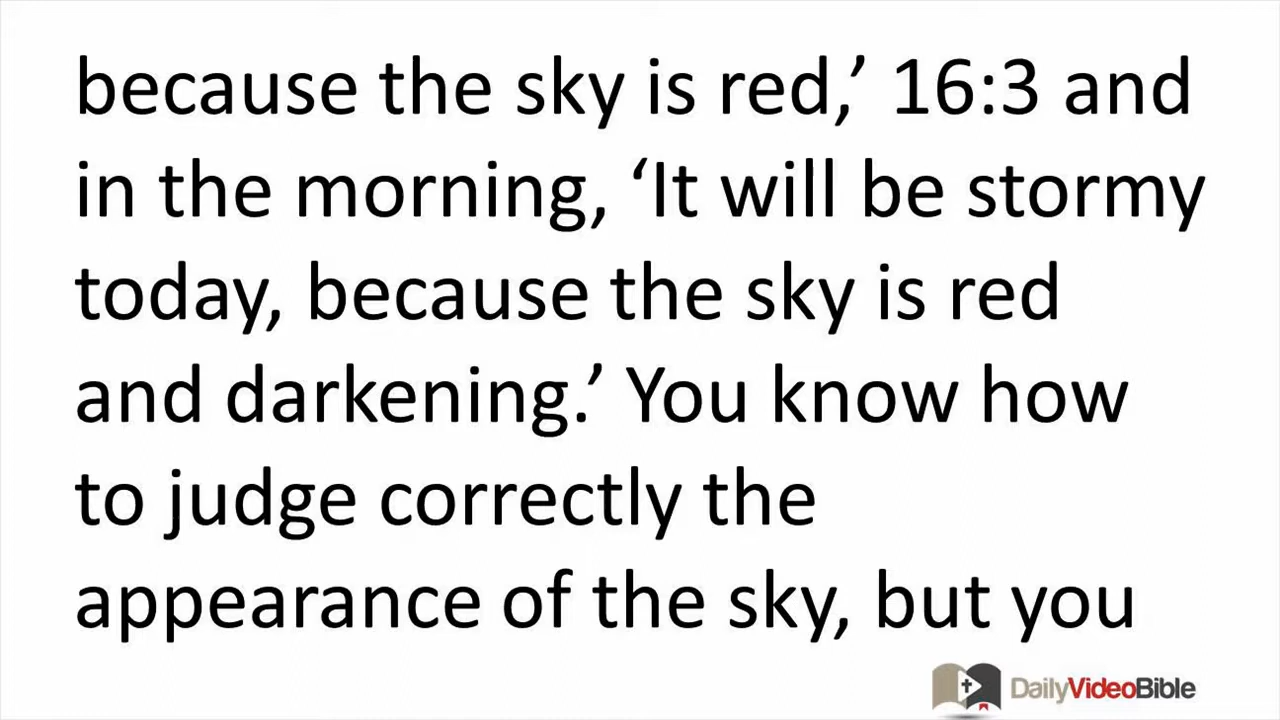 because the sky is red,’ 16:3 and
in the morning, ‘It will be stormy
today, because the sky is red
and darkening.’ You know how
to judge correctly the
appearance of the sky, but you
DailyVideoBible